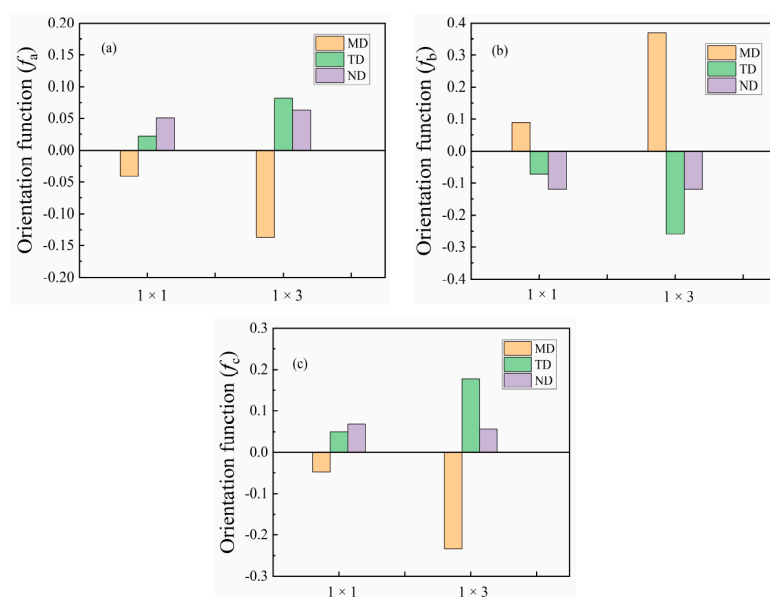 (a)
MD
TD
ND
Orientation function (fa)
0.20
0.15
0.10
0.05
0.00
-0.05
-0.10
-0.15
-0.20
1 × 1
1 × 3
(b)
MD
TD
ND
Orientation function (fb)
0.4
0.3
0.2
0.1
0.0
-0.1
-0.2
-0.3
-0.4
1 × 1
1 × 3
(c)
MD
TD
ND
Orientation function (fc)
0.3
0.2
0.1
0.0
-0.1
-0.2
-0.3
1 × 1
1 × 3